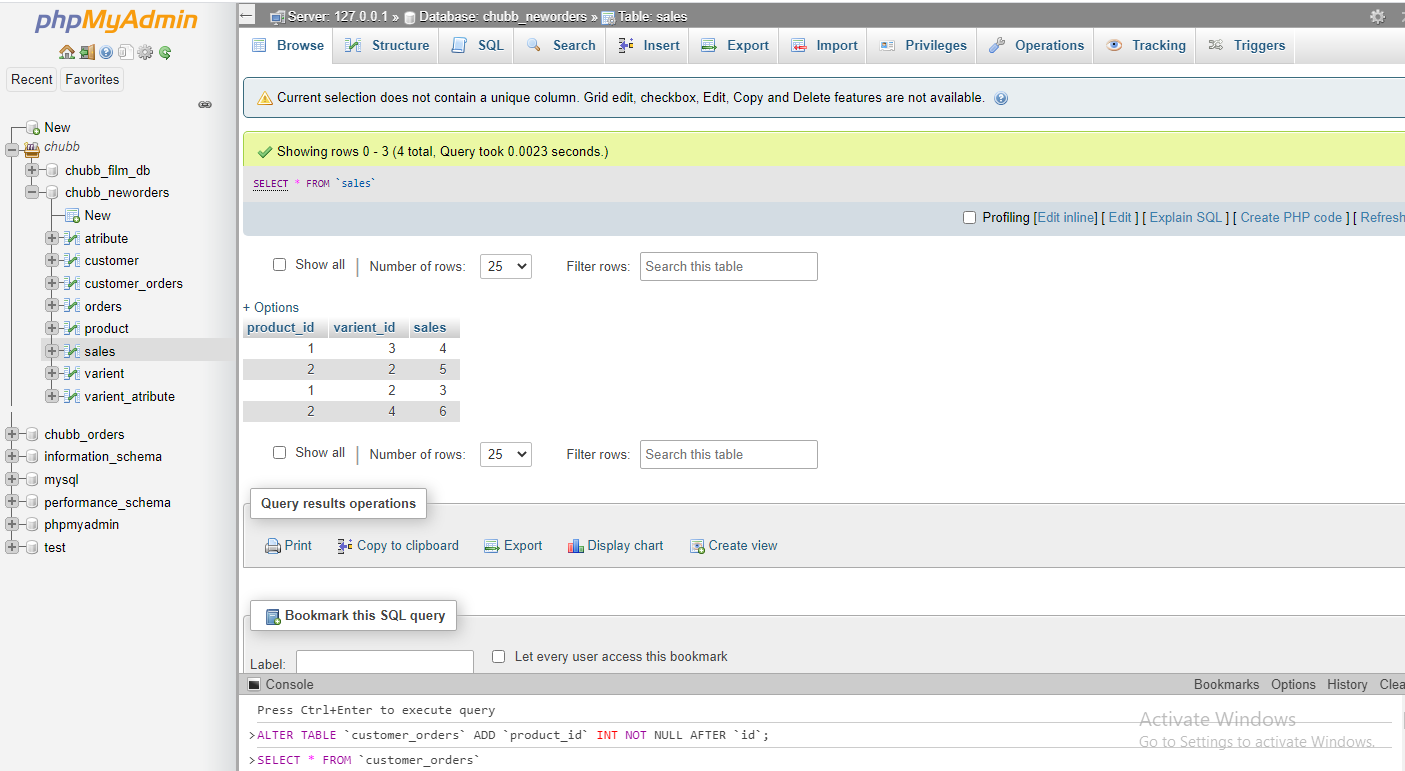 phpMyAdmin
Recent Favorites
New
chubb
chubb_film_db
chubb_neworders
New
atribute
customer
customer_orders
orders
product
sales
varient
varient_atribute
chubb_orders
information_schema
mysql
performance_schema
phpmyadmin
test
Server: 127.0.0.1 » Database: chubb_neworders » Table: sales
Browse Structure SQL Search Insert Export Import Privileges Operations Tracking Triggers
Current selection does not contain a unique column. Grid edit, checkbox, Edit, Copy and Delete features are not available.
Showing rows 0 - 3 (4 total, Query took 0.0023 seconds.)
SELECT * FROM `sales`
Profiling [Edit inline] [ Edit ] [ Explain SQL ] [ Create PHP code ] [ Refresh
Show all | Number of rows: 25 Filter rows: Search this table
+ Options
product_id varient_id sales
1 3 4
2 2 5
1 2 3
2 4 6
Show all | Number of rows: 25 Filter rows: Search this table
Query results operations
Print Copy to clipboard Export Display chart Create view
Bookmark this SQL query
Label: Let every user access this bookmark
Console Bookmarks Options History Clea
Press Ctrl+Enter to execute query
>ALTER TABLE `customer_orders` ADD `product_id` INT NOT NULL AFTER `id`;
>SELECT * FROM `customer_orders`
Activate Windows
Go to Settings to activate Windows.